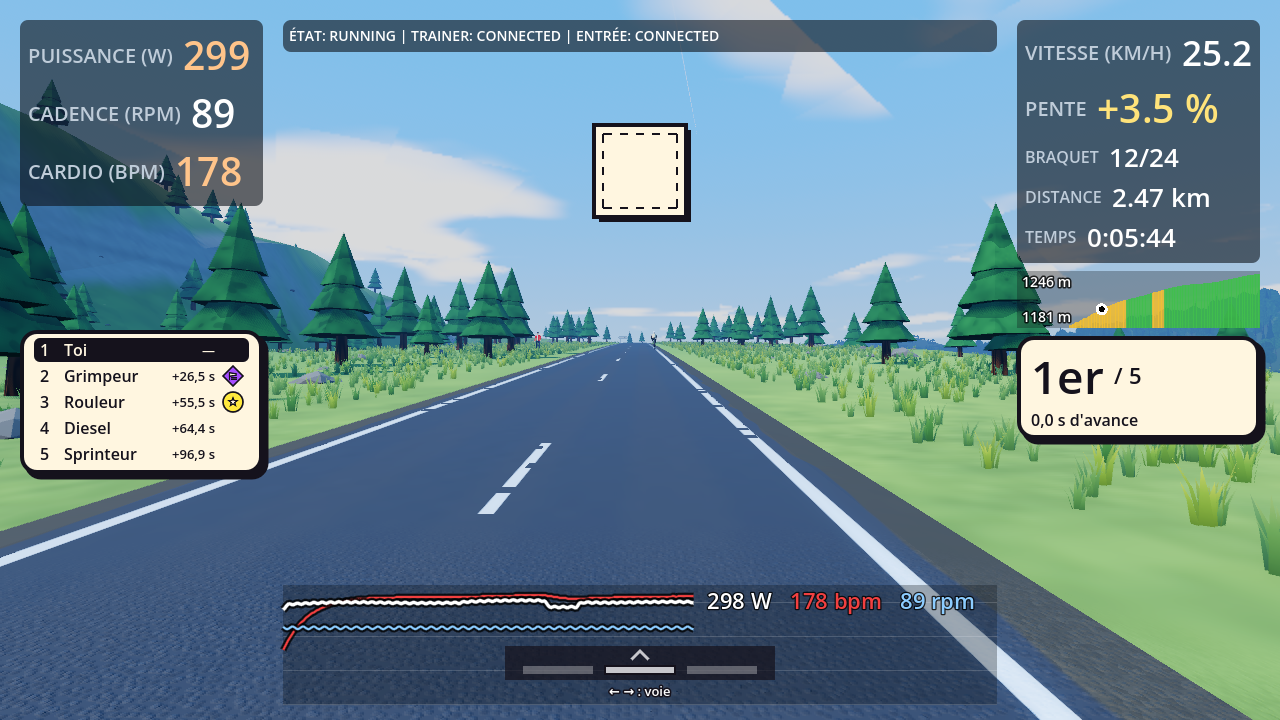 PUISSANCE (W) 299
CADENCE (RPM) 89
CARDIO (BPM) 178
ÉTAT: RUNNING | TRAINER: CONNECTED | ENTRÉE: CONNECTED
VITESSE (KM/H) 25.2
PENTE +3.5 %
BRAQUET 12/24
DISTANCE 2.47 km
TEMPS 0:05:44
1246 m
1181 m
1 Toi —
2 Grimpeur +26,5 s
3 Rouleur +55,5 s
4 Diesel +64,4 s
5 Sprinteur +96,9 s
1er / 5
0,0 s d'avance
298 W 178 bpm 89 rpm
← → : voie